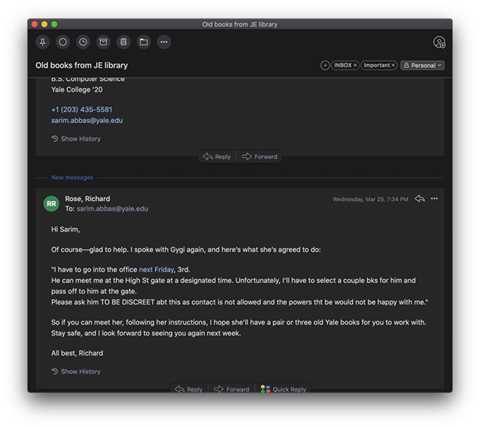 Old books from JE library
Old books from JE library
INBOX ×
Important ×
Personal
B.S. Computer Science
Yale College '20
+1 (203) 435-5581
sarim.abbas@yale.edu
Show History
Reply
Forward
New messages
RR
Rose, Richard
Wednesday, Mar 25, 7:34 PM
To: sarim.abbas@yale.edu
Hi Sarim,
Of course—glad to help. I spoke with Gygi again, and here's what she's agreed to do:
"I have to go into the office next Friday, 3rd.
He can meet me at the High St gate at a designated time. Unfortunately, I'll have to select a couple bks for him and
pass off to him at the gate.
Please ask him TO BE DISCREET abt this as contact is not allowed and the powers tht be would not be happy with me."
So if you can meet her, following her instructions, I hope she'll have a pair or three old Yale books for you to work with.
Stay safe, and I look forward to seeing you again next week.
All best, Richard
Show History
Reply
Forward
Quick Reply